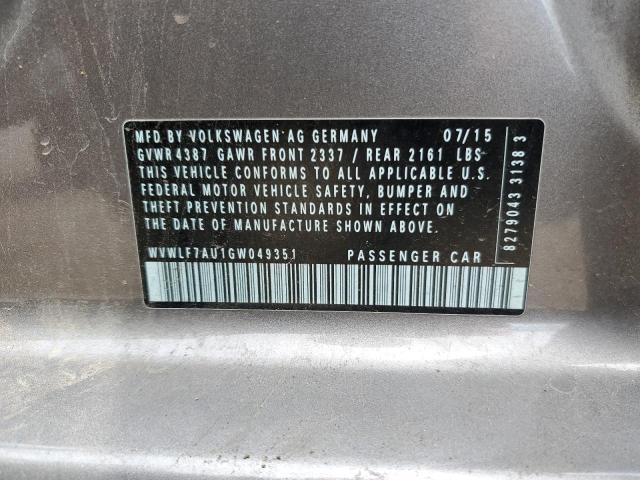 MFD BY VOLKSWAGEN AG GERMANY 07/15
GVWR 4387 GAWR FRONT 2337 / REAR 2161 LBS
THIS VEHICLE CONFORMS TO ALL APPLICABLE U.S.
FEDERAL MOTOR VEHICLE SAFETY, BUMPER AND
THEFT PREVENTION STANDARDS IN EFFECT ON
THE DATE OF MANUFACTURE SHOWN ABOVE.
WVWLF7AU1GW049351 PASSENGER CAR
8279043 3138 3